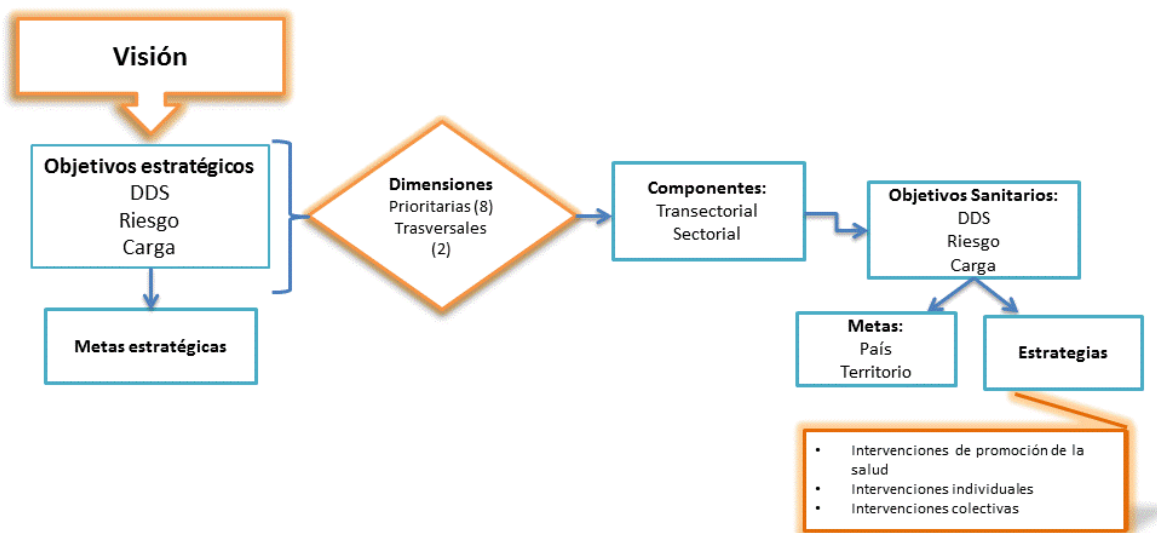 Visión
Objetivos estratégicos
DDS
Riesgo
Carga
Metas estratégicas
Dimensiones
Prioritarias (8)
Trasversales
(2)
Componentes:
Transectorial
Sectorial
Objetivos Sanitarios:
DDS
Riesgo
Carga
Metas:
País
Territorio
Estrategias
• Intervenciones de promoción de la
salud
• Intervenciones individuales
• Intervenciones colectivas